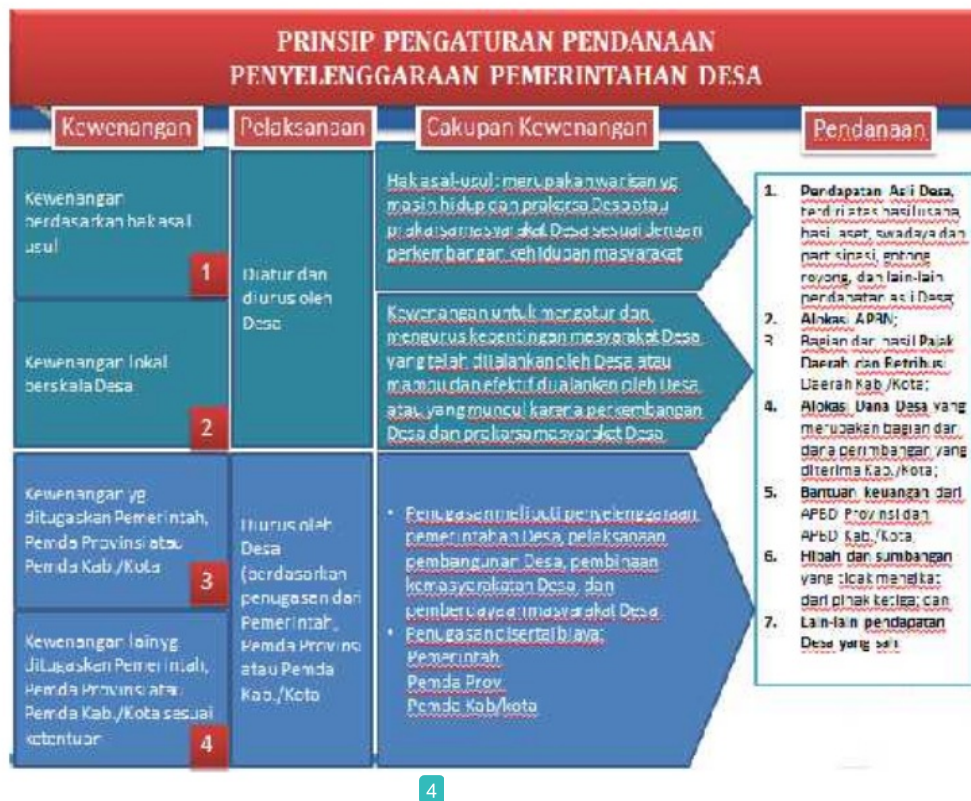 PRINSIP PENGATURAN PENDANAAN
PENYELENGGARAAN PEMERINTAHAN DESA
Kewenangan
Pelaksanaan
Cakupan Kewenangan
Pendanaan
Kewenangan
berdasarkan hak asal
usul
1
Kewenangan lokal
berskala Desa
2
Kewenangan yg
ditugaskan Pemerintah,
Pemda Provinsi atau
Pemda Kab./Kota
3
Kewenangan lain yg
ditugaskan Pemerintah,
Pemda Provinsi atau
Pemda Kab./Kota sesuai
ketentuan
4
Diatur dan
diurus oleh
Desa
Diurus oleh
Desa
(berdasarkan
penugasan dari
Pemerintah,
Pemda Provinsi
atau Pemda
Kab./Kota
Hak asal-usul : merupakan warisan yg
masih hidup dan prakarsa Desa atau
prakarsa masyarakat Desa sesuai dengan
perkembangan kehidupan masyarakat
Kewenangan untuk mengatur dan
mengurus kepentingan masyarakat Desa
yang telah dijalankan oleh Desa atau
mampu dan efektif dijalankan oleh Desa
atau yang muncul karena perkembangan
Desa dan prakarsa masyarakat Desa
• Penugasan meliputi penyelenggaraan
pemerintahan Desa, pelaksanaan
pembangunan Desa, pembinaan
kemasyarakatan Desa, dan
pemberdayaan masyarakat Desa
• Penugasan disertai biaya:
Pemerintah
Pemda Prov
Pemda Kab/kota
1. Pendapatan Asli Desa,
terdiri atas hasil usaha,
hasil aset, swadaya dan
partisipasi, gotong
royong, dan lain-lain
pendapatan asli Desa;
2. Alokasi APBN;
3 Bagian dari hasil Pajak
Daerah dan Retribusi
Daerah Kab./Kota;
4. Alokasi Dana Desa yang
merupakan bagian dari
dana perimbangan yang
diterima Kab./Kota;
5. Bantuan keuangan dari
APBD Provinsi dan
APBD Kab./Kota;
6. Hibah dan sumbangan
yang tidak mengikat
dari pihak ketiga; dan
7. Lain-lain pendapatan
Desa yang sah
4